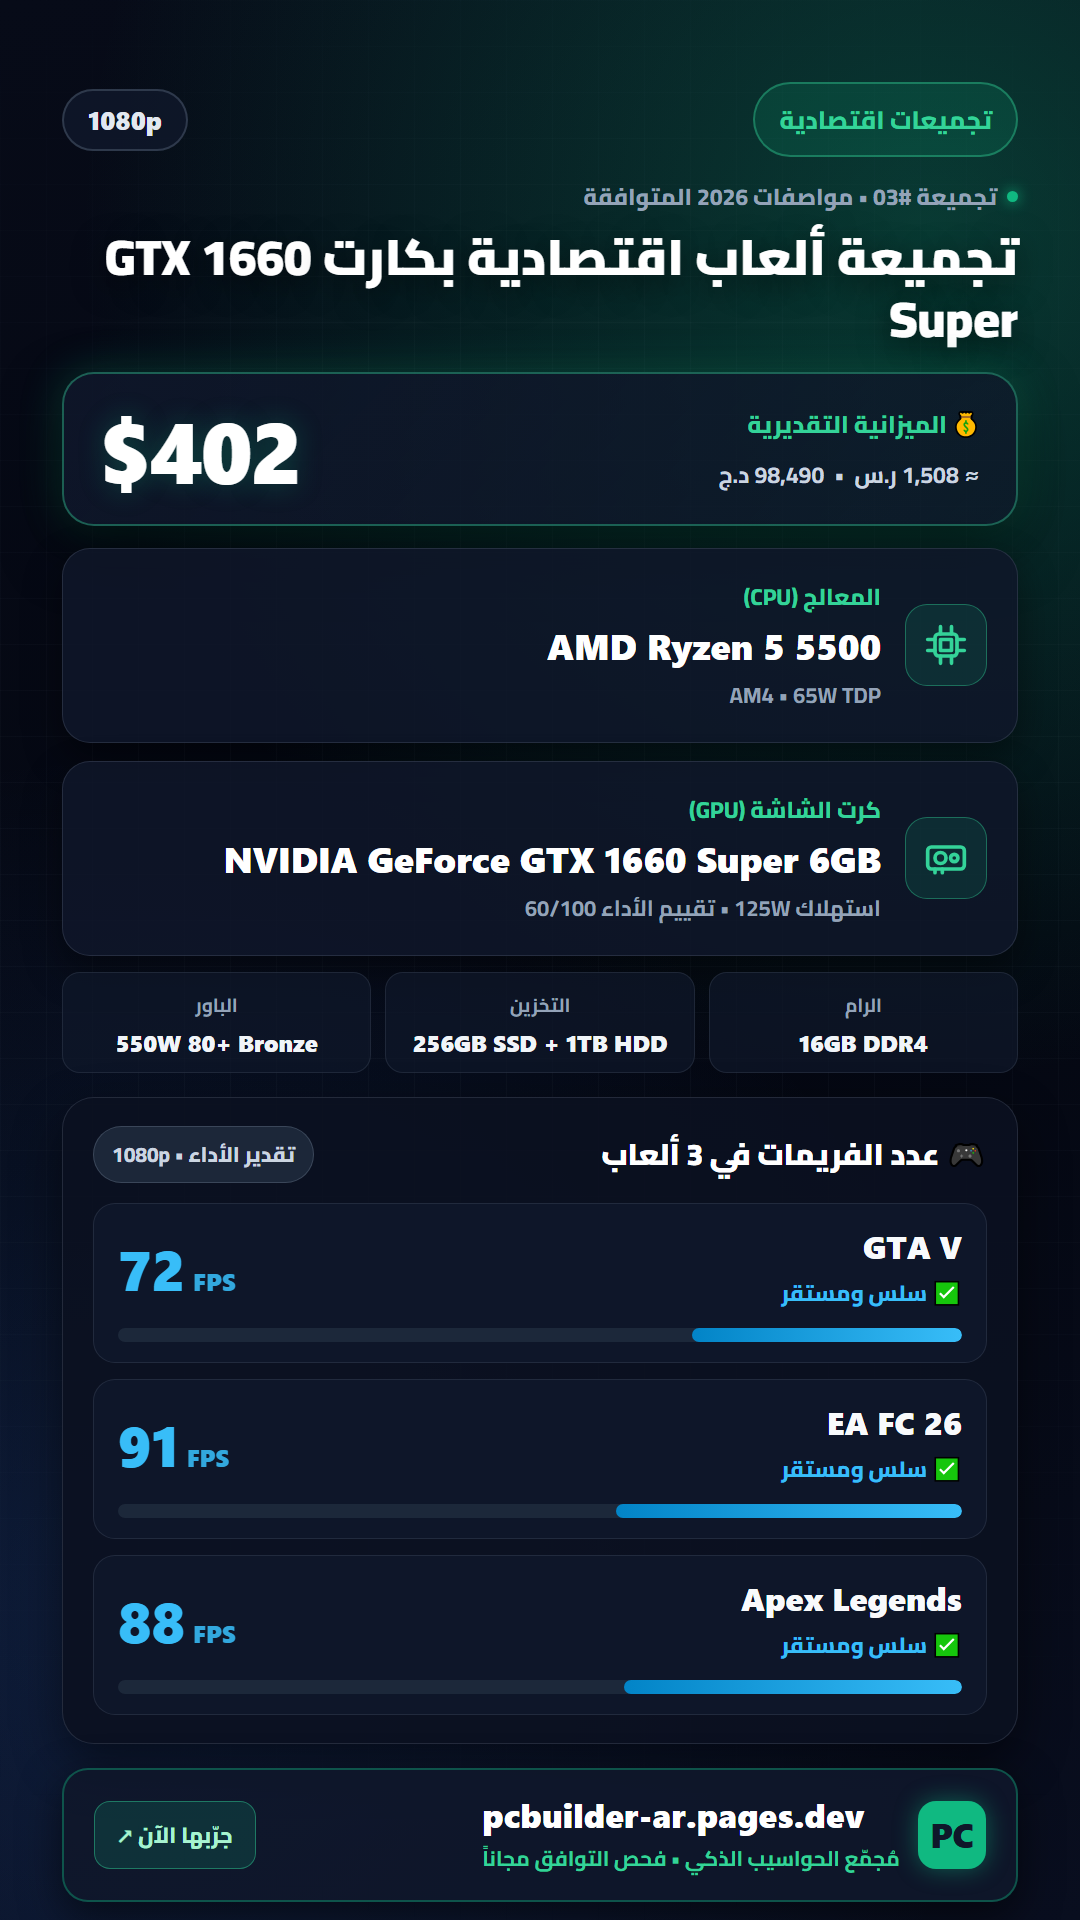 تجميعات اقتصادية
1080p
تجميعة #03 • مواصفات 2026 المتوافقة
تجميعة ألعاب اقتصادية بكارت GTX 1660
Super
💰 الميزانية التقديرية
≈ 1,508 ر.س • 98,490 د.ج
$402
المعالج (CPU)
AMD Ryzen 5 5500
AM4 • 65W TDP
كرت الشاشة (GPU)
NVIDIA GeForce GTX 1660 Super 6GB
استهلاك 125W • تقييم الأداء 60/100
الرام
16GB DDR4
التخزين
256GB SSD + 1TB HDD
الباور
550W 80+ Bronze
🎮 عدد الفريمات في 3 ألعاب
تقدير الأداء • 1080p
GTA V
✅ سلس ومستقر
72 FPS
EA FC 26
✅ سلس ومستقر
91 FPS
Apex Legends
✅ سلس ومستقر
88 FPS
PC
pcbuilder-ar.pages.dev
مُجمّع الحواسيب الذكي • فحص التوافق مجاناً
جرّبها الآن ↗